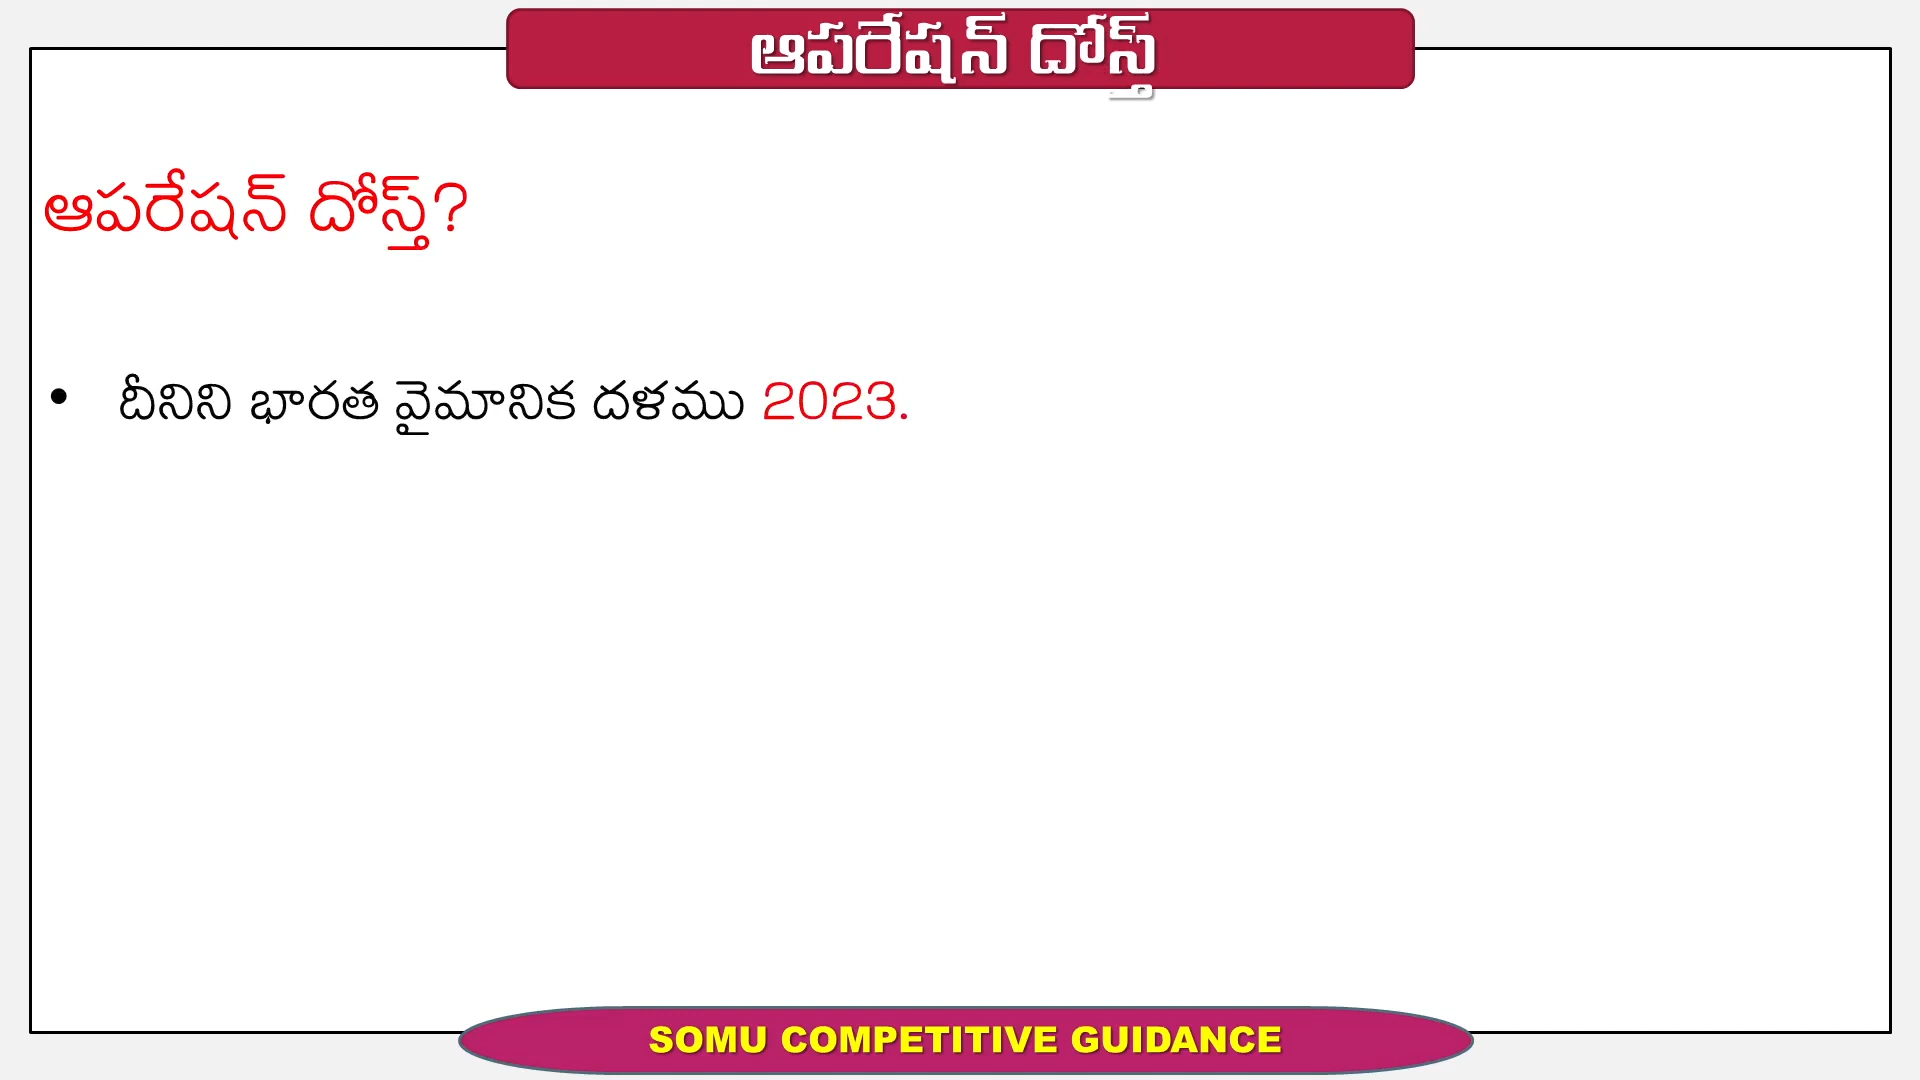 ఆపరేషన్ దోస్త్
ఆపరేషన్ దోస్త్?
• దీనిని భారత వైమానిక దళము 2023.
SOMU COMPETITIVE GUIDANCE